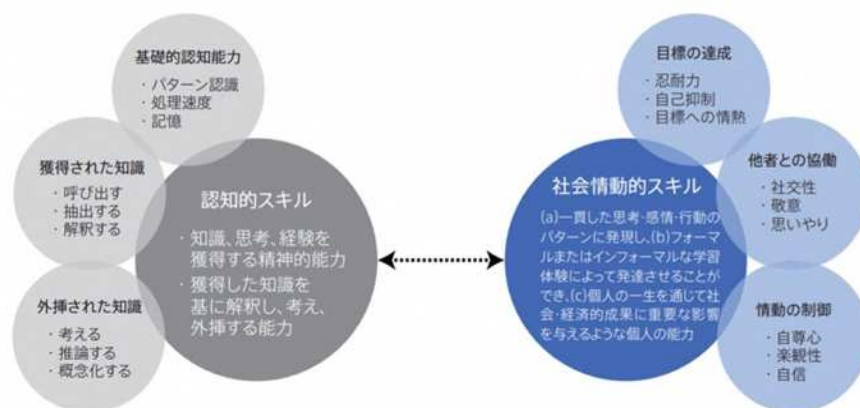 基礎的認知能力
・パターン認識
・処理速度
・記憶
獲得された知識
・呼び出す
・抽出する
・解釈する
外挿された知識
・考える
・推論する
・概念化する
認知的スキル
・知識、思考、経験を
獲得する精神的能力
・獲得した知識を
基に解釈し、考え、
外挿する能力
社会情動的スキル
(a)一貫した思考・感情・行動の
パターンに発現し、(b)フォーマ
ルまたはインフォーマルな学習
体験によって発達させることが
でき、(c)個人の一生を通じて社
会・経済的成果に重要な影響
を与えるような個人の能力
目標の達成
・忍耐力
・自己抑制
・目標への情熱
他者との協働
・社交性
・敬意
・思いやり
情動の制御
・自尊心
・楽観性
・自信